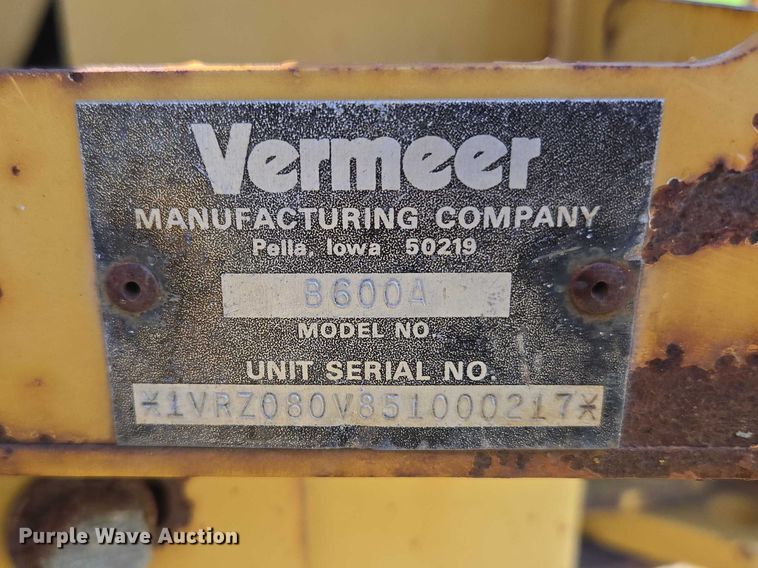 Vermeer
MANUFACTURING COMPANY
Pella, Iowa 50219
B600A
MODEL NO.
UNIT SERIAL NO.
*1VRZ080V851000217*
Purple Wave Auction